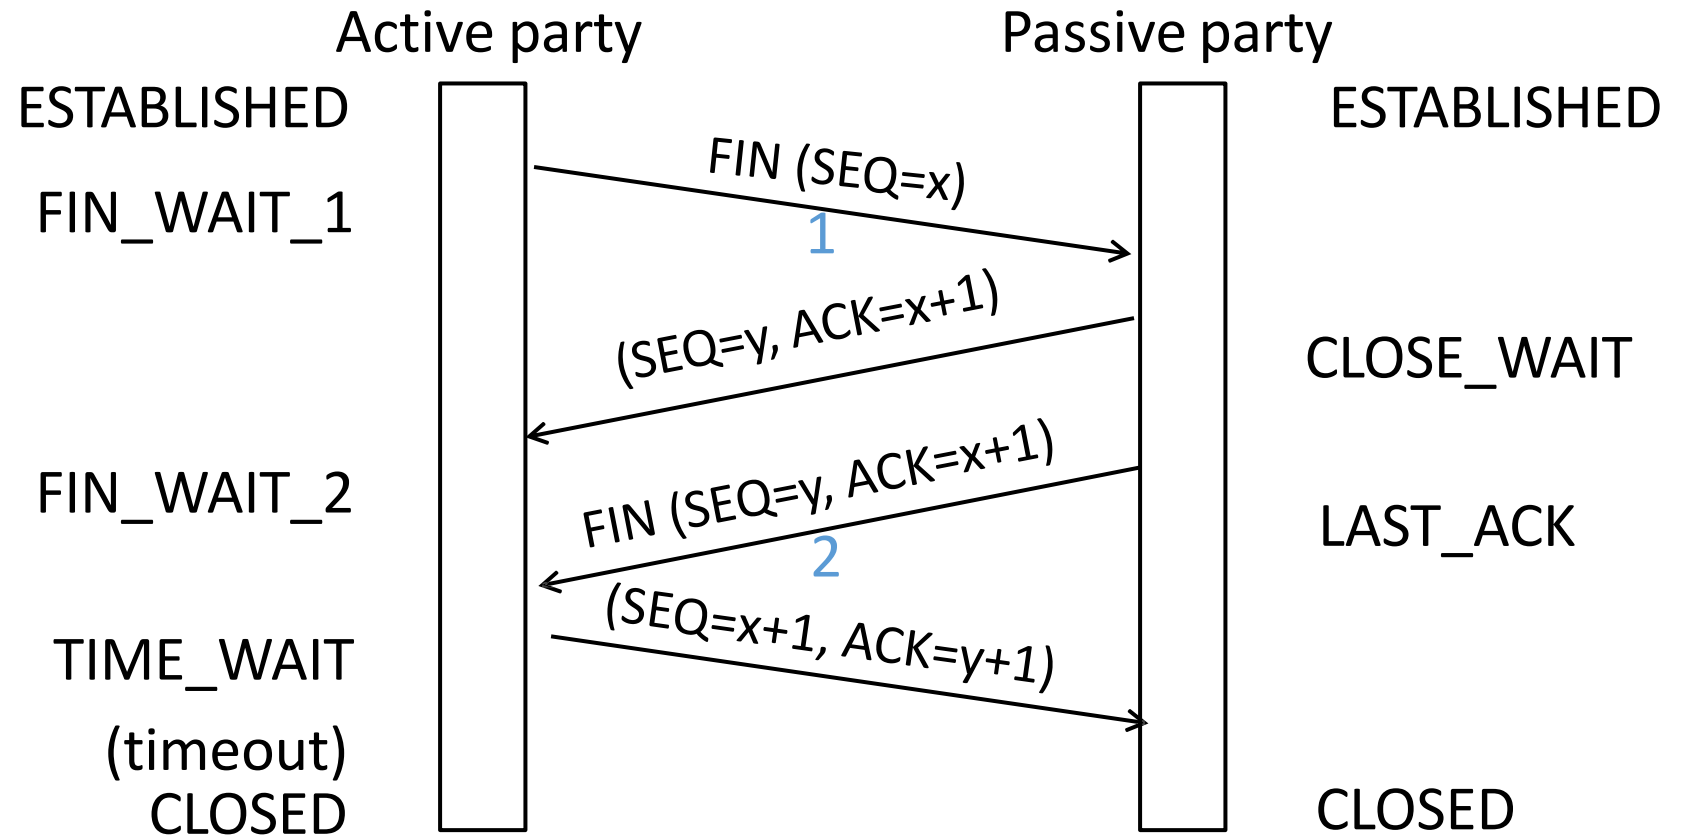 Active party
Passive party
ESTABLISHED
ESTABLISHED
FIN (SEQ=x)
FIN_WAIT_1
1
(SEQ=y, ACK=x+1)
CLOSE_WAIT
FIN (SEQ=y, ACK=x+1)
FIN_WAIT_2
LAST_ACK
2
(SEQ=x+1, ACK=y+1)
TIME_WAIT
(timeout)
CLOSED
CLOSED